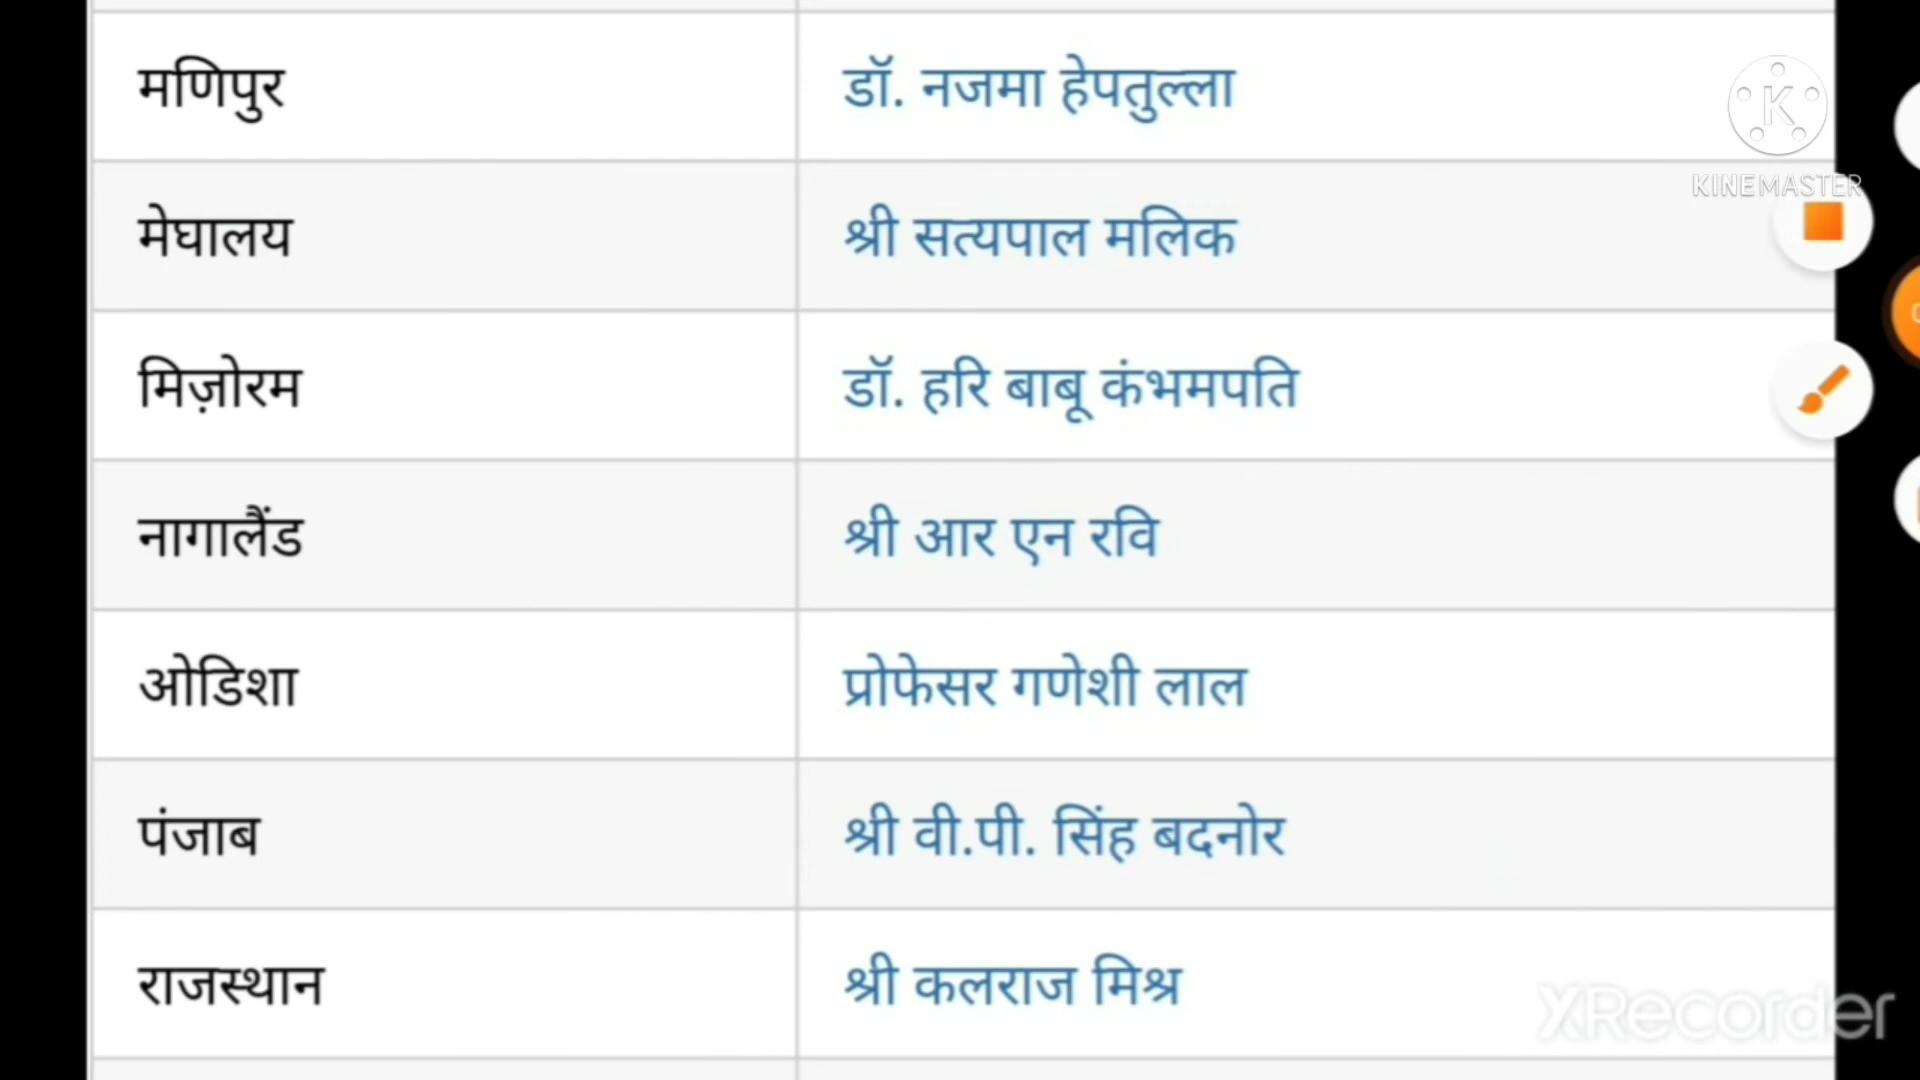 मणिपुर डॉ. नजमा हेपतुल्ला
K
KINEMASTER
मेघालय श्री सत्यपाल मलिक
मिज़ोरम डॉ. हरि बाबू कंभमपति
नागालैंड श्री आर एन रवि
ओडिशा प्रोफेसर गणेशी लाल
पंजाब श्री वी.पी. सिंह बदनोर
राजस्थान श्री कलराज मिश्र
XRecorder